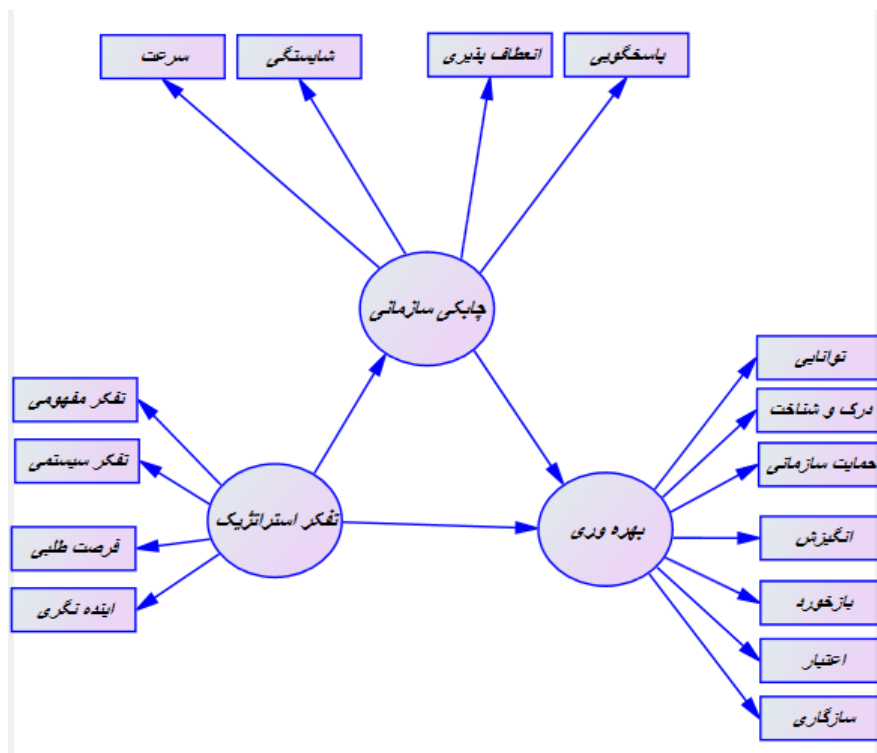 پاسخگویی
انعطاف پذیری
شایستگی
سرعت
چابکی سازمانی
توانایی
درک و شناخت
حمایت سازمانی
انگیزش
بازخورد
اعتبار
سازگاری
بهره وری
تفکر استراتژیک
تفکر مفهومی
تفکر سیستمی
فرصت طلبی
اینده نگری